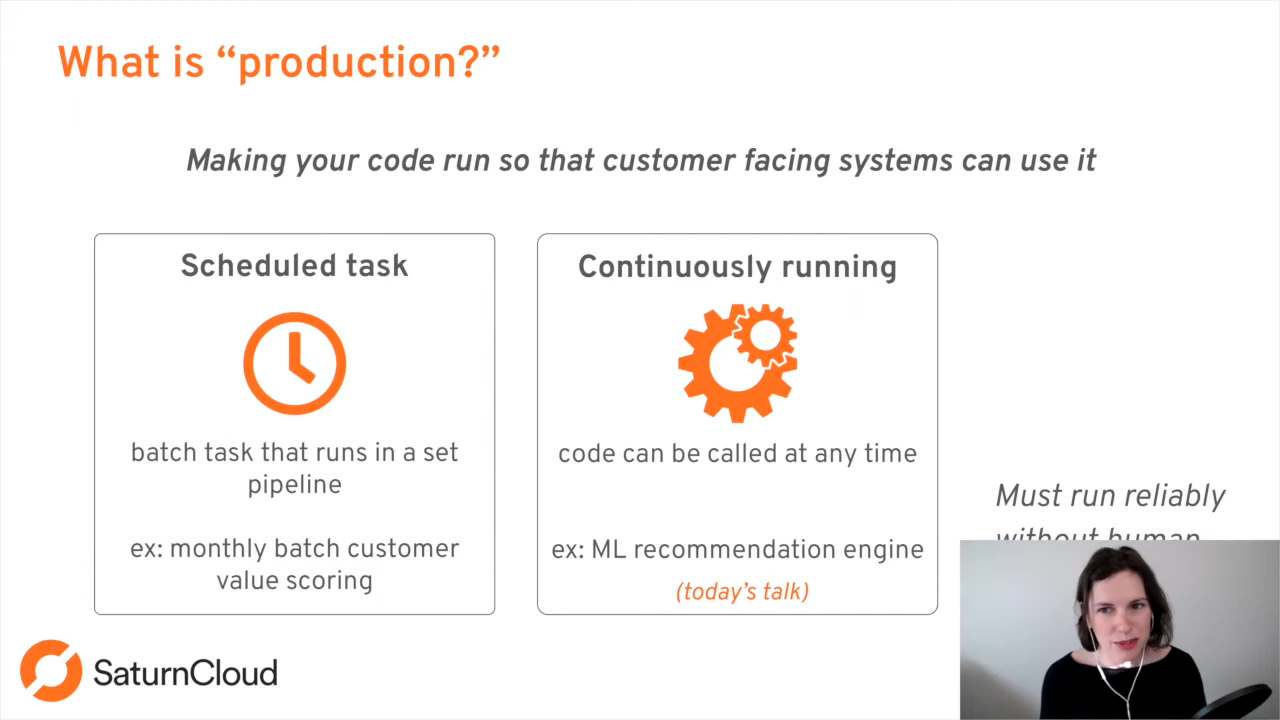 What is “production?”
Making your code run so that customer facing systems can use it
Scheduled task
batch task that runs in a set
pipeline
ex: monthly batch customer
value scoring
Continuously running
code can be called at any time
ex: ML recommendation engine
(today’s talk)
Must run reliably
without human
SaturnCloud